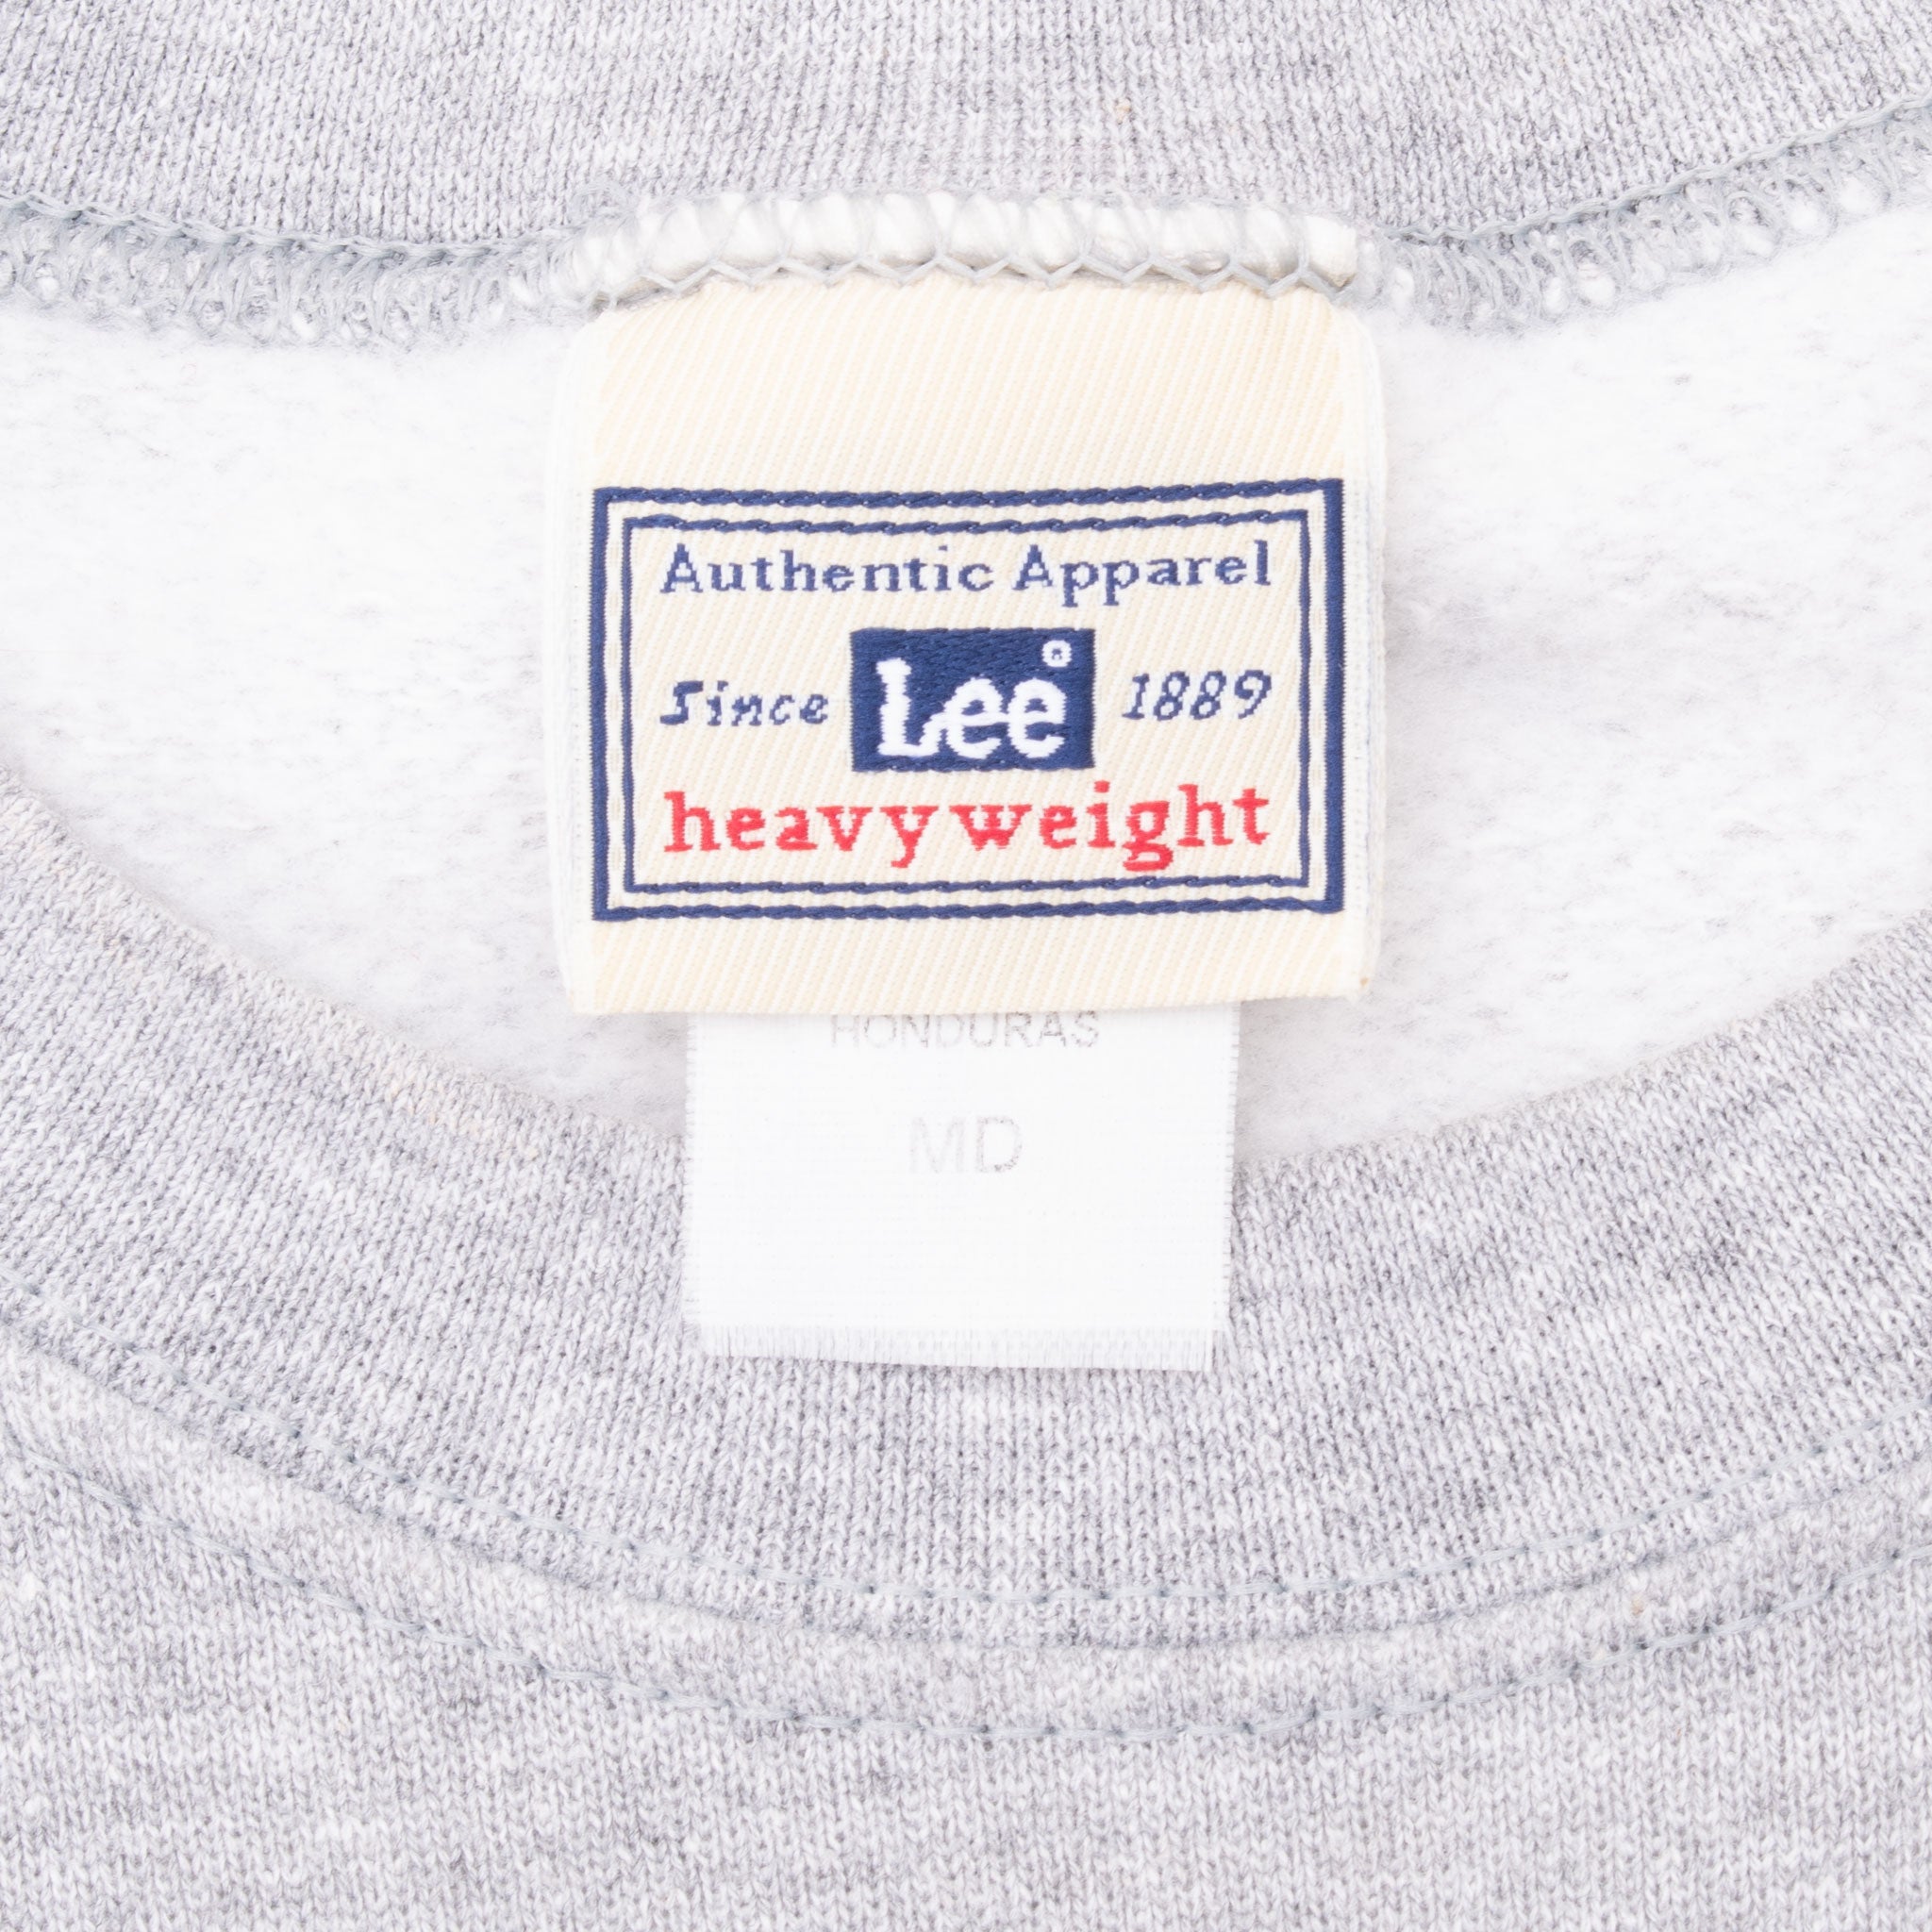 Authentic Apparel
Since Lee® 1889
heavyweight
HONDURAS
MD